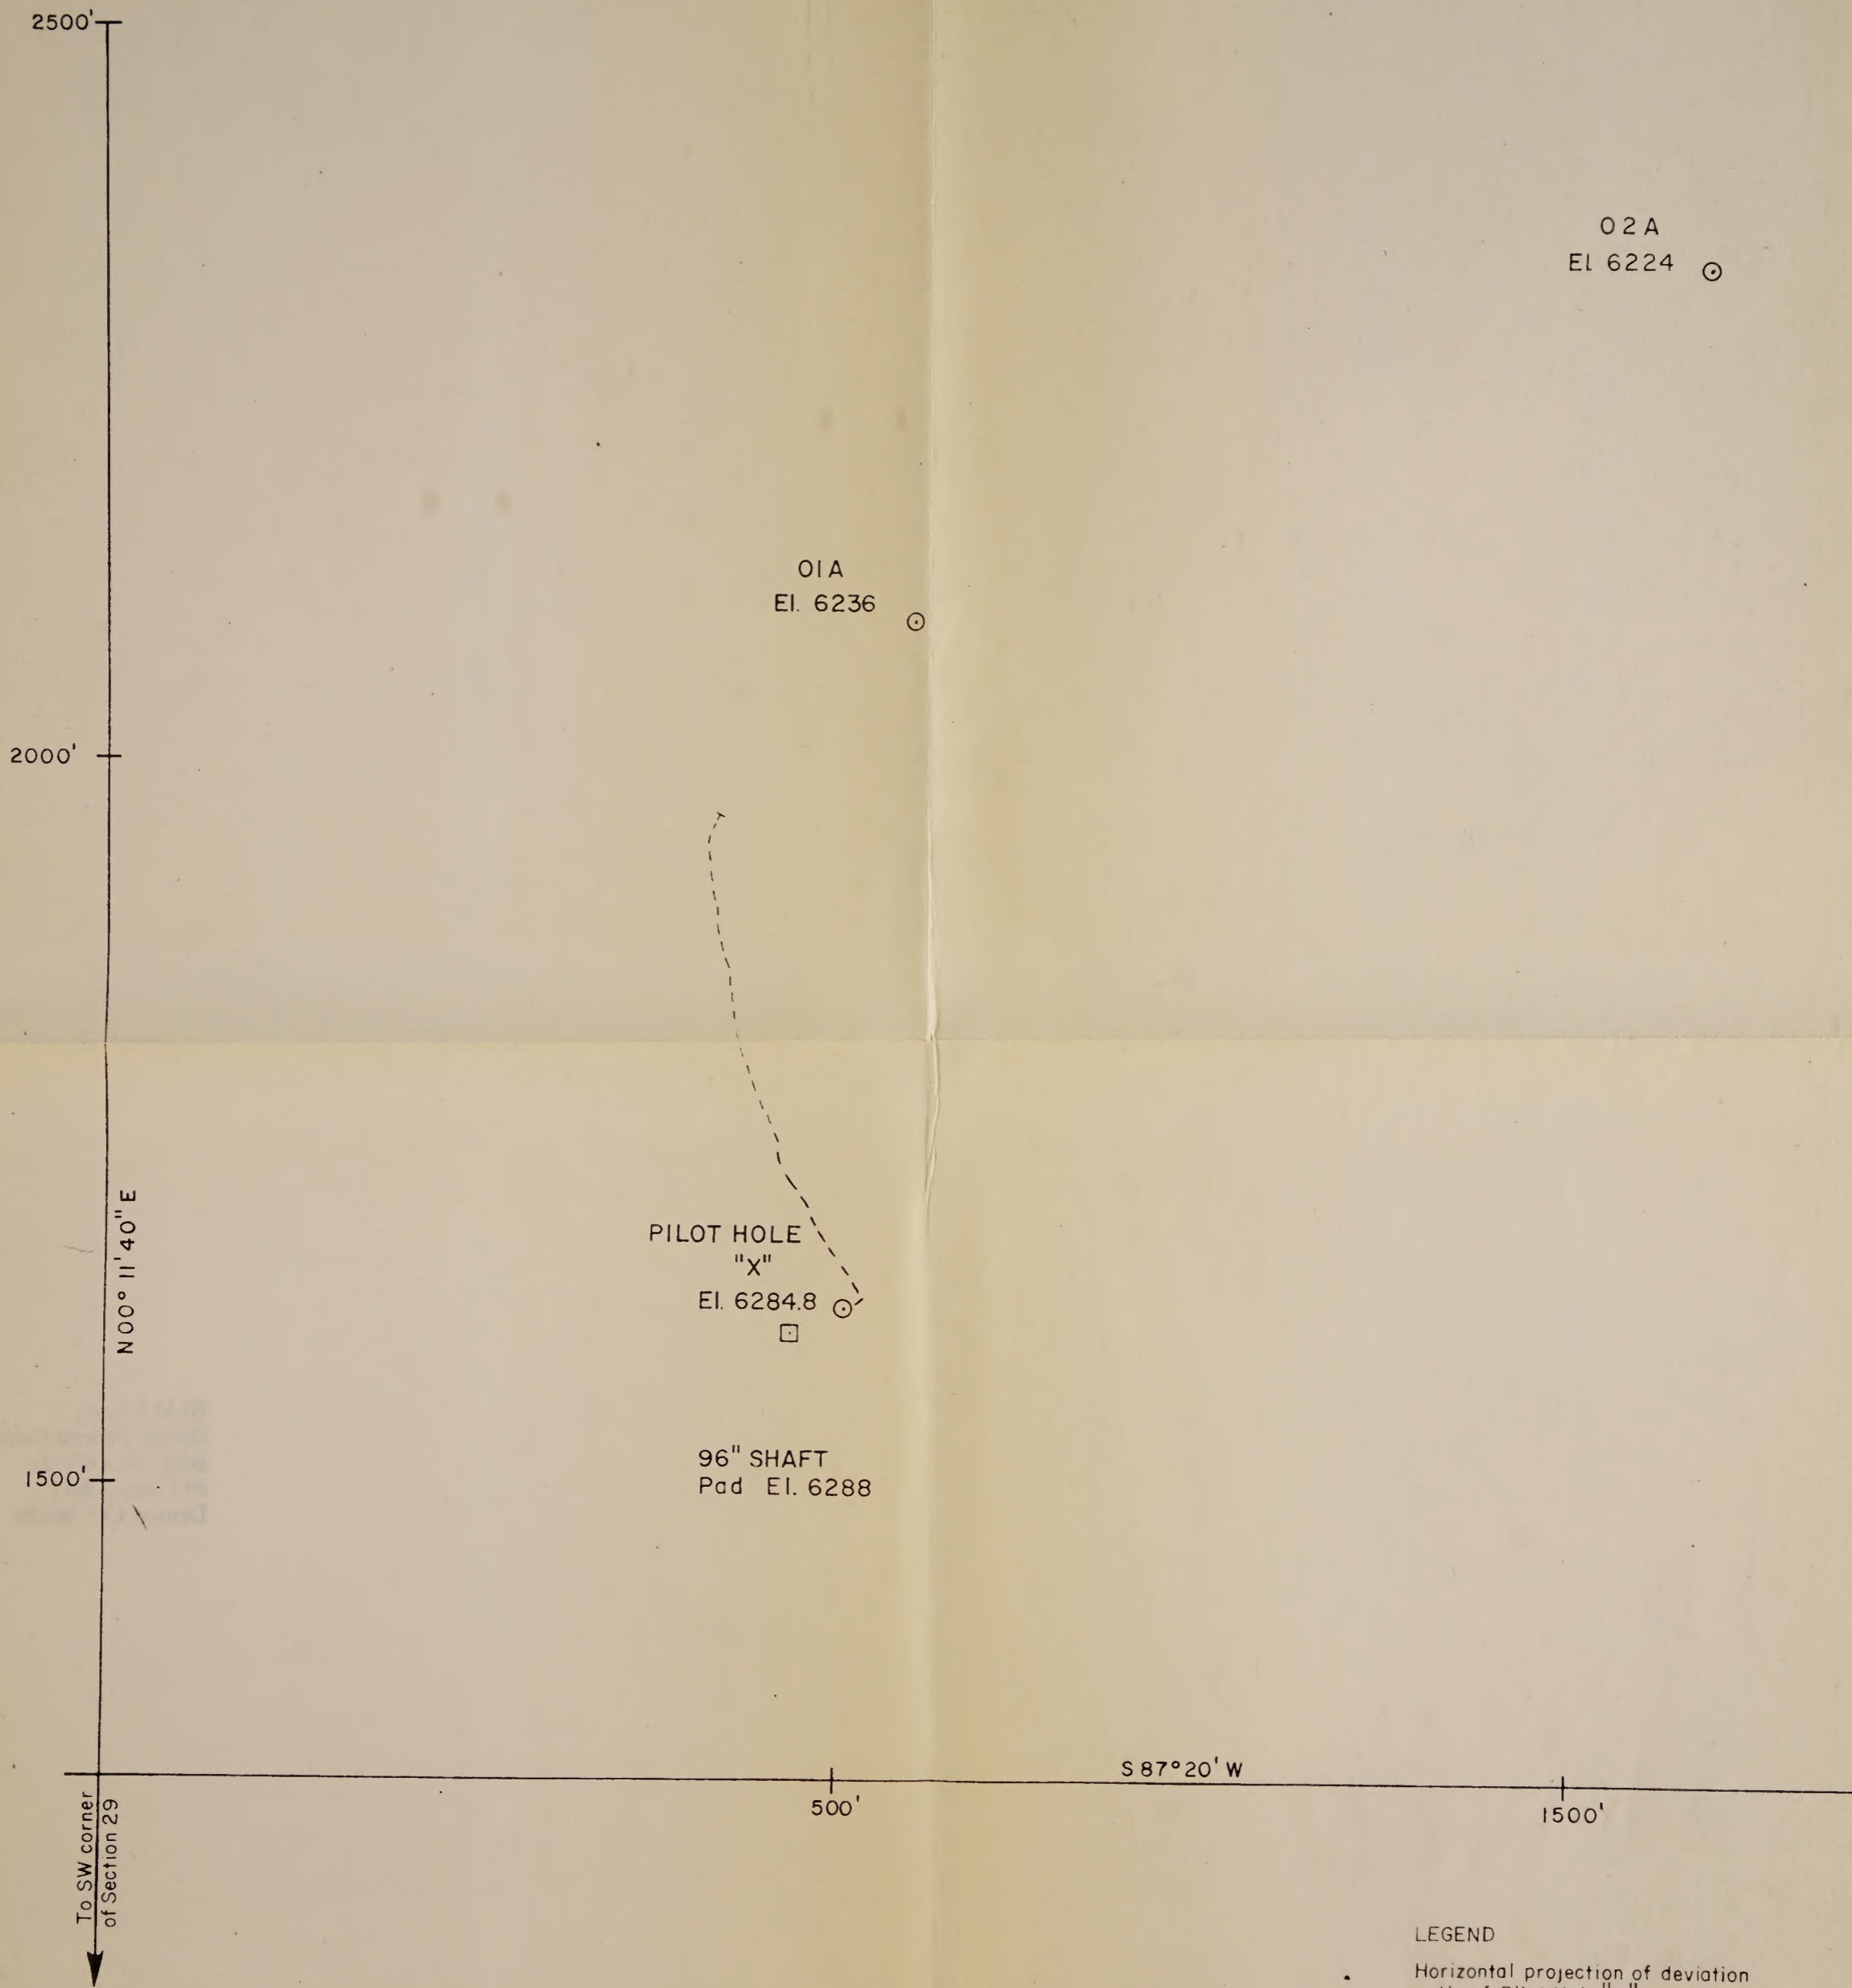 2500'
O2A
El. 6224
O1A
El. 6236
2000'
N00° 11' 40" E
PILOT HOLE
"X"
El. 6284.8
96" SHAFT
Pad El. 6288
1500'
S 87° 20' W
500'
1500'
To SW corner
of Section 29
LEGEND
Horizontal projection of deviation